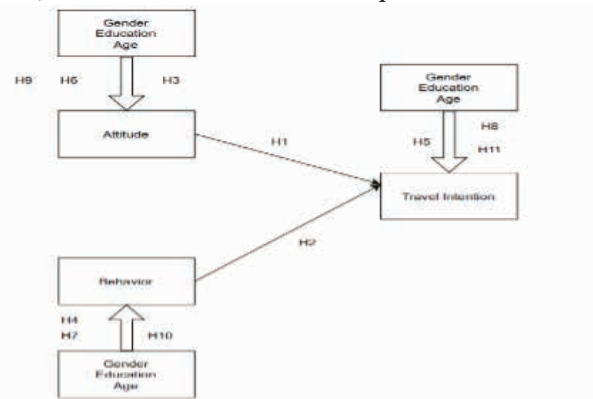 Gender
Education
Age
H9 H6 H3
Attitude
H1
Gender
Education
Age
H8
H5
H11
Travel Intention
H2
Behavior
H4
H7 H10
Gender
Education
Age